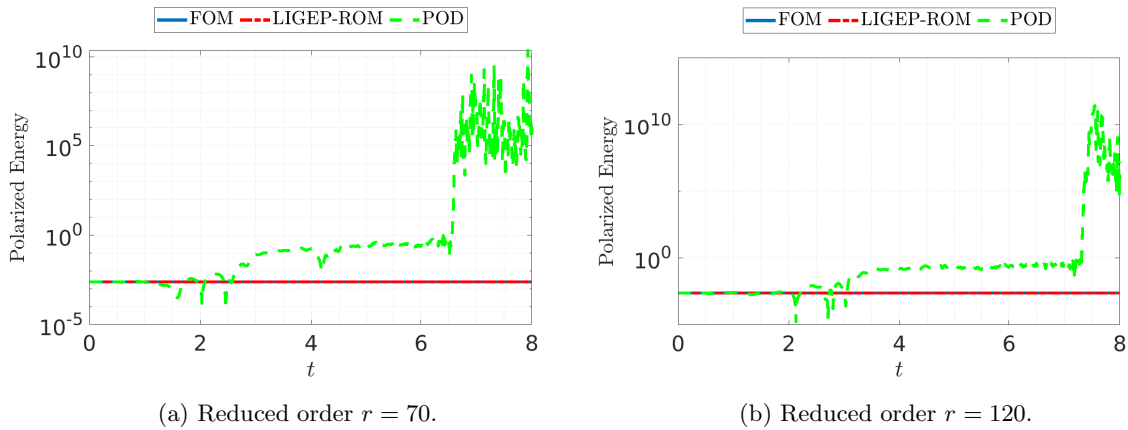 FOM LIGEP-ROM POD
10^10
10^5
10^0
10^-5
Polarized Energy
0 2 4 6 8
t
(a) Reduced order r = 70.
FOM LIGEP-ROM POD
10^10
10^0
Polarized Energy
0 2 4 6 8
t
(b) Reduced order r = 120.